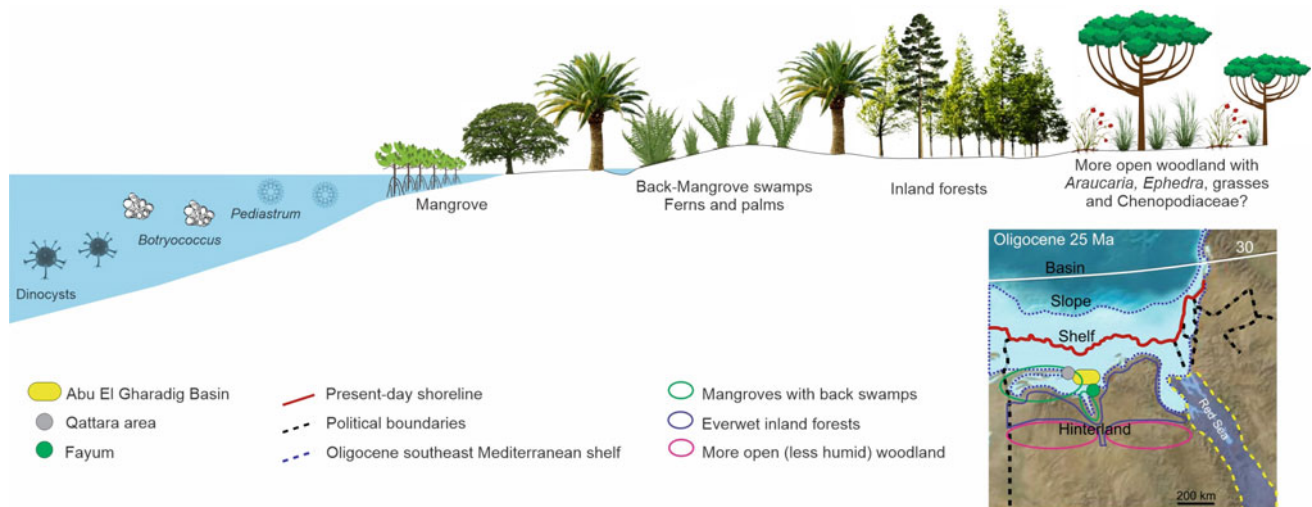 Dinocysts
Botryococcus
Pediastrum
Mangrove
Back-Mangrove swamps
Ferns and palms
Inland forests
More open woodland with
Araucaria, Ephedra, grasses
and Chenopodiaceae?
Oligocene 25 Ma
30
Basin
Slope
Shelf
Hinterland
Red Sea
200 km
Abu El Gharadig Basin
Qattara area
Fayum
Present-day shoreline
Political boundaries
Oligocene southeast Mediterranean shelf
Mangroves with back swamps
Everwet inland forests
More open (less humid) woodland